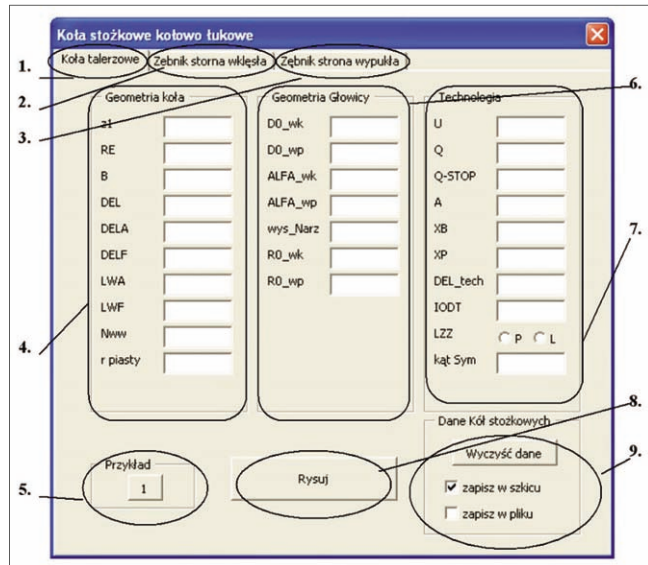 Koła stożkowe kołowo łukowe
1. Koła talerzowe Zębnik storna wklęsła Zębnik strona wypukła
2.
3.
6.
Geometria koła Geometria Głowicy Technologia
z1 D0_wk U
RE D0_wp Q
B ALFA_wk Q-STOP
DEL ALFA_wp A
DELA wys_Narz XB
7.
DELF R0_wk XP
LWA R0_wp DEL_tech
LWF IODT
4.
Nww LZZ P L
r piasty kąt Sym
8.
Dane Kół stożkowych
9.
Przykład Wyczyść dane
5. 1 Rysuj zapisz w szkicu
zapisz w pliku